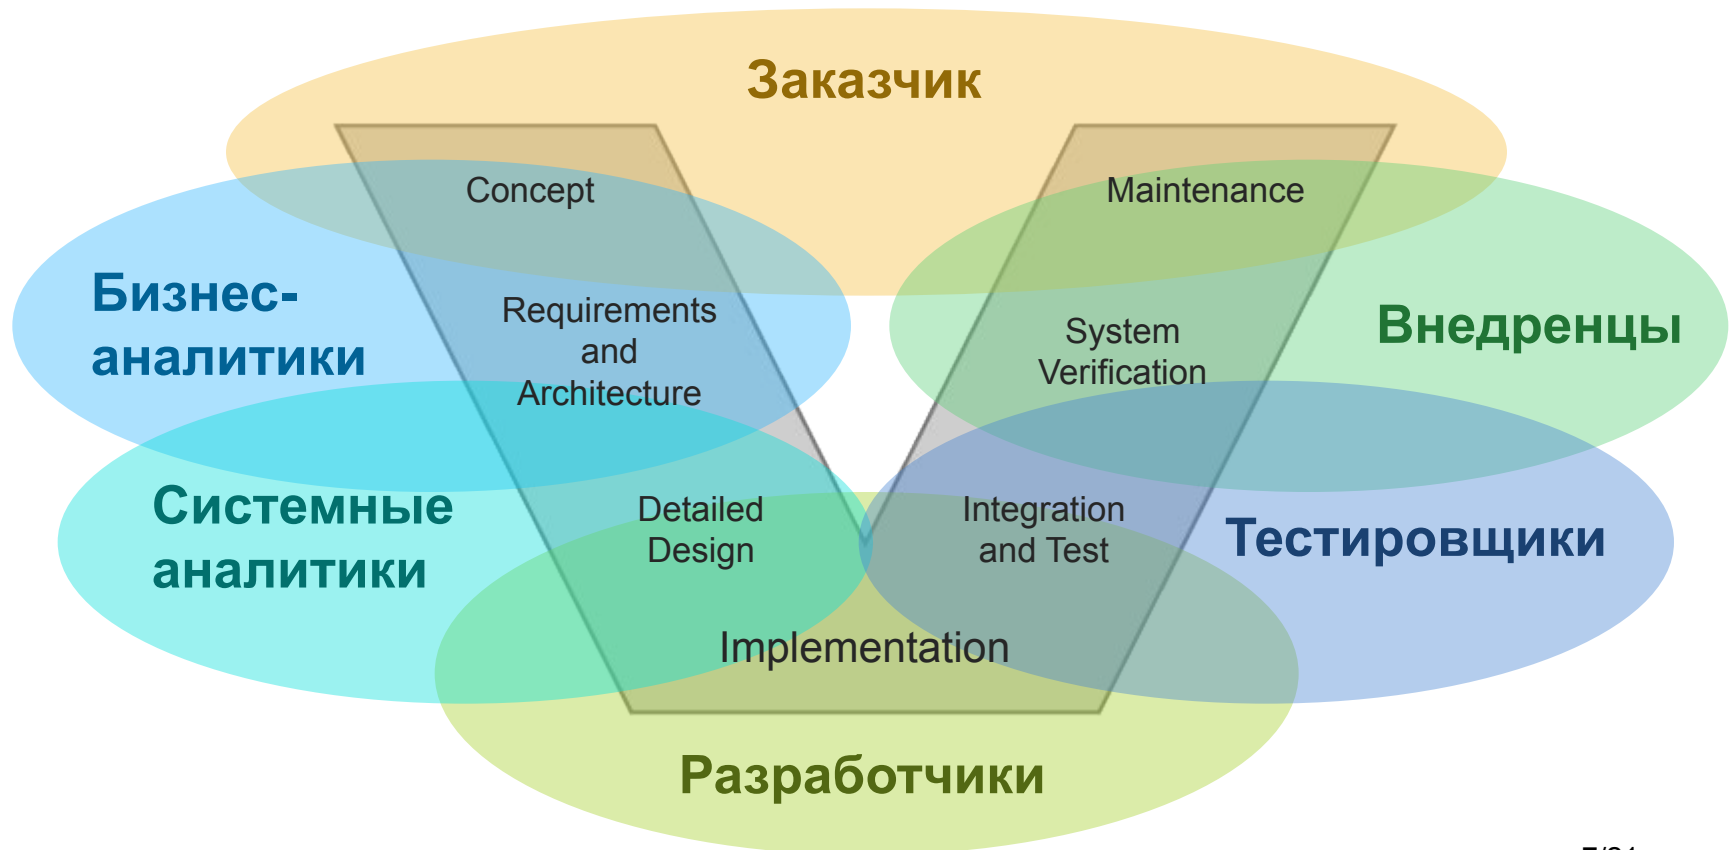 Заказчик
Concept
Maintenance
Бизнес-
аналитики
Requirements
and
Architecture
System
Verification
Внедренцы
Системные
аналитики
Detailed
Design
Integration
and Test
Тестировщики
Implementation
Разработчики